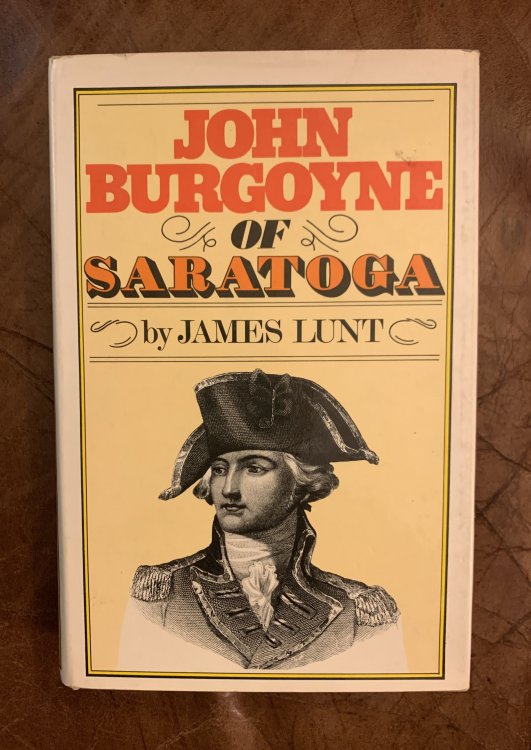 JOHN
BURGOYNE
OF
SARATOGA
by JAMES LUNT